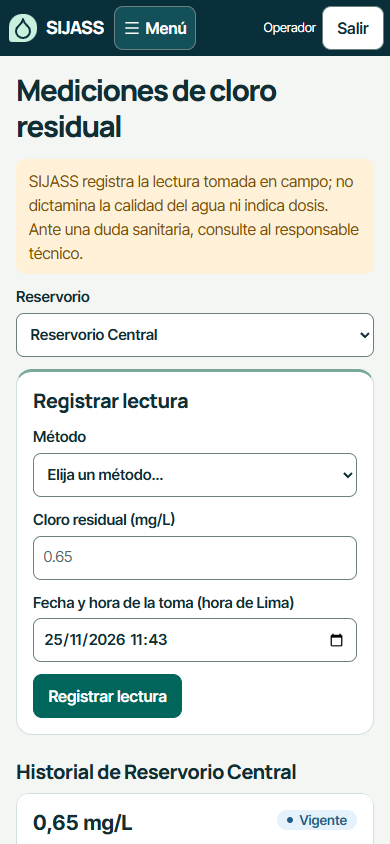 SIJASS
Menú
Operador
Salir
Mediciones de cloro
residual
SIJASS registra la lectura tomada en campo; no
dictamina la calidad del agua ni indica dosis.
Ante una duda sanitaria, consulte al responsable
técnico.
Reservorio
Reservorio Central
Registrar lectura
Método
Elija un método...
Cloro residual (mg/L)
0.65
Fecha y hora de la toma (hora de Lima)
25/11/2026 11:43
Registrar lectura
Historial de Reservorio Central
0,65 mg/L
Vigente